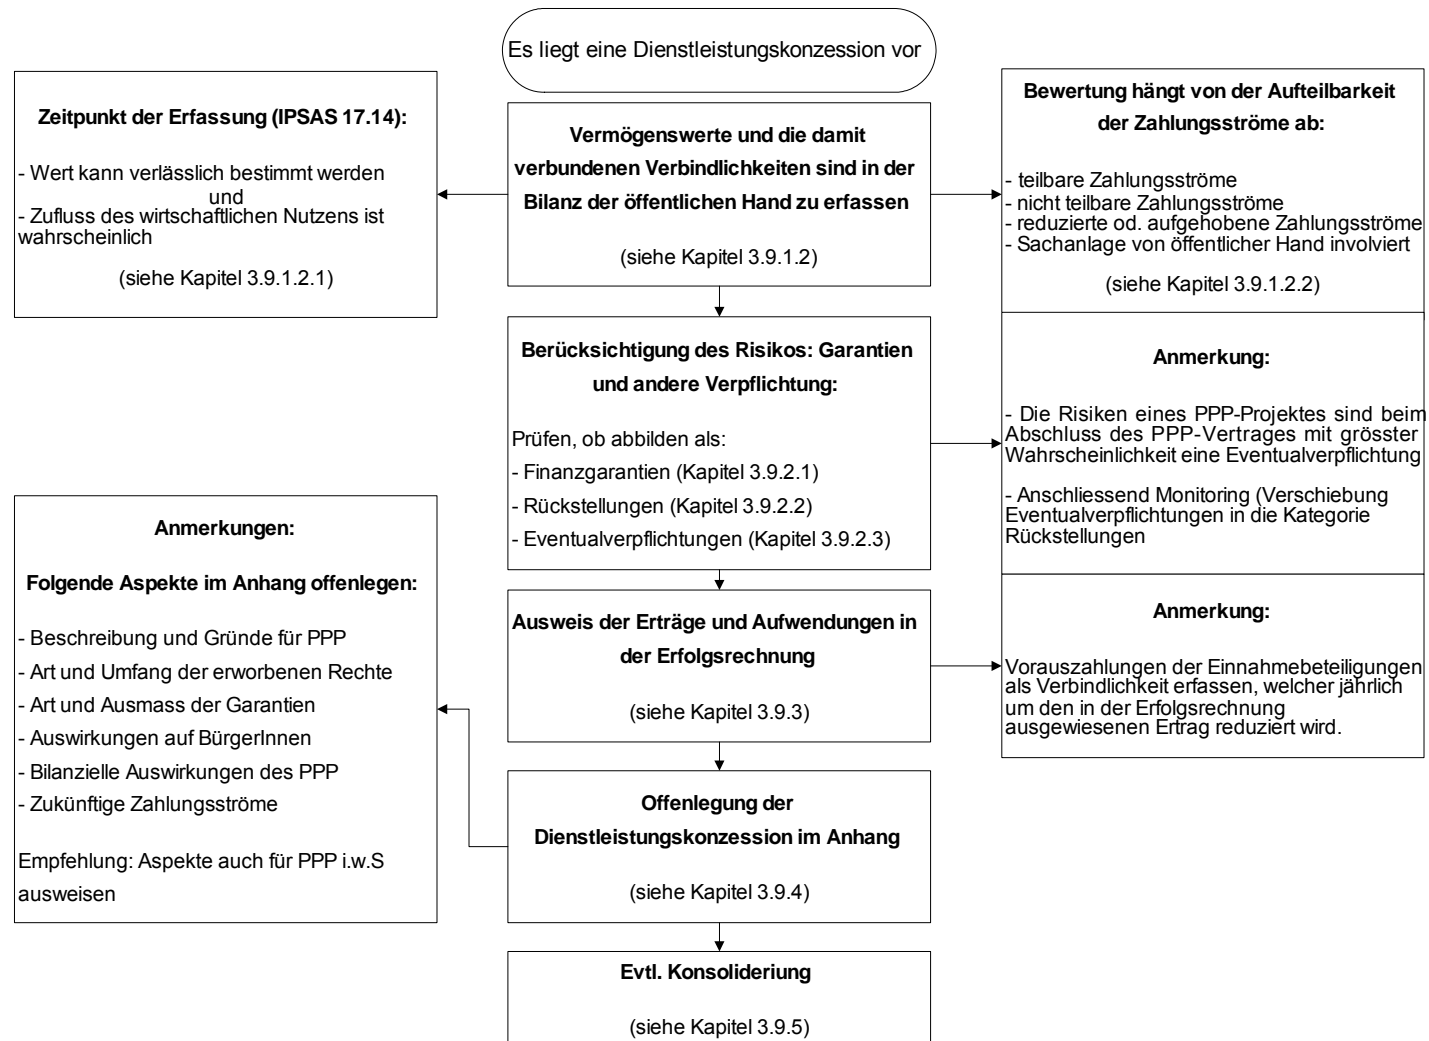 Es liegt eine Dienstleistungskonzession vor
Zeitpunkt der Erfassung (IPSAS 17.14):
- Wert kann verlässlich bestimmt werden
und
- Zufluss des wirtschaftlichen Nutzens ist
wahrscheinlich
(siehe Kapitel 3.9.1.2.1)
Vermögenswerte und die damit
verbundenen Verbindlichkeiten sind in der
Bilanz der öffentlichen Hand zu erfassen
(siehe Kapitel 3.9.1.2)
Bewertung hängt von der Aufteilbarkeit
der Zahlungsströme ab:
- teilbare Zahlungsströme
- nicht teilbare Zahlungsströme
- reduzierte od. aufgehobene Zahlungsströme
- Sachanlage von öffentlicher Hand involviert
(siehe Kapitel 3.9.1.2.2)
Berücksichtigung des Risikos: Garantien
und andere Verpflichtung:
Prüfen, ob abbilden als:
- Finanzgarantien (Kapitel 3.9.2.1)
- Rückstellungen (Kapitel 3.9.2.2)
- Eventualverpflichtungen (Kapitel 3.9.2.3)
Anmerkung:
- Die Risiken eines PPP-Projektes sind beim
Abschluss des PPP-Vertrages mit grösster
Wahrscheinlichkeit eine Eventualverpflichtung
- Anschliessend Monitoring (Verschiebung
Eventualverpflichtungen in die Kategorie
Rückstellungen
Anmerkungen:
Folgende Aspekte im Anhang offenlegen:
- Beschreibung und Gründe für PPP
- Art und Umfang der erworbenen Rechte
- Art und Ausmass der Garantien
- Auswirkungen auf BürgerInnen
- Bilanzielle Auswirkungen des PPP
- Zukünftige Zahlungsströme
Empfehlung: Aspekte auch für PPP i.w.S
ausweisen
Ausweis der Erträge und Aufwendungen in
der Erfolgsrechnung
(siehe Kapitel 3.9.3)
Anmerkung:
Vorauszahlungen der Einnahmebeteiligungen
als Verbindlichkeit erfassen, welcher jährlich
um den in der Erfolgsrechnung
ausgewiesenen Ertrag reduziert wird.
Offenlegung der
Dienstleistungskonzession im Anhang
(siehe Kapitel 3.9.4)
Evtl. Konsoliderung
(siehe Kapitel 3.9.5)